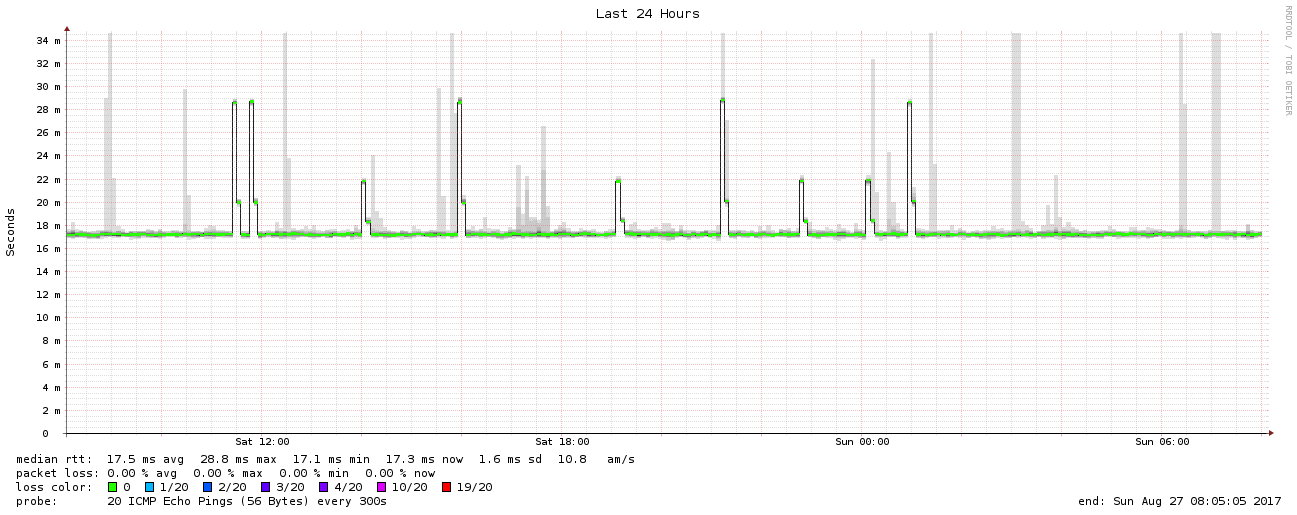 Last 24 Hours
RRDTOOL / TOBI OETIKER
Seconds
34 m
32 m
30 m
28 m
26 m
24 m
22 m
20 m
18 m
16 m
14 m
12 m
10 m
8 m
6 m
4 m
2 m
0
Sat 12:00 Sat 18:00 Sun 00:00 Sun 06:00
median rtt: 17.5 ms avg 28.8 ms max 17.1 ms min 17.3 ms now 1.6 ms sd 10.8 am/s
packet loss: 0.00 % avg 0.00 % max 0.00 % min 0.00 % now
loss color: 0 1/20 2/20 3/20 4/20 10/20 19/20
probe: 20 ICMP Echo Pings (56 Bytes) every 300s end: Sun Aug 27 08:05:05 2017